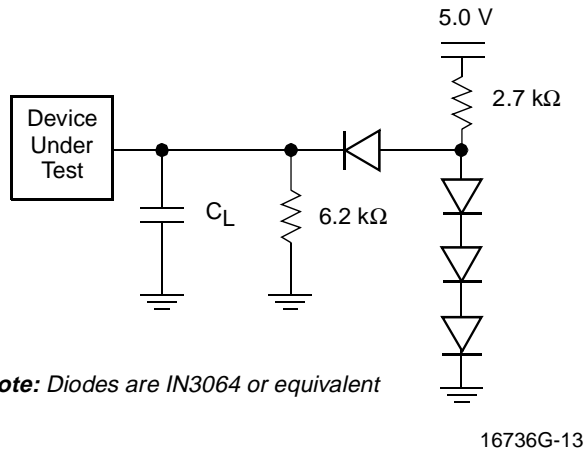 5.0 V
2.7 kΩ
Device
Under
Test
CL
6.2 kΩ
ote: Diodes are IN3064 or equivalent
16736G-13